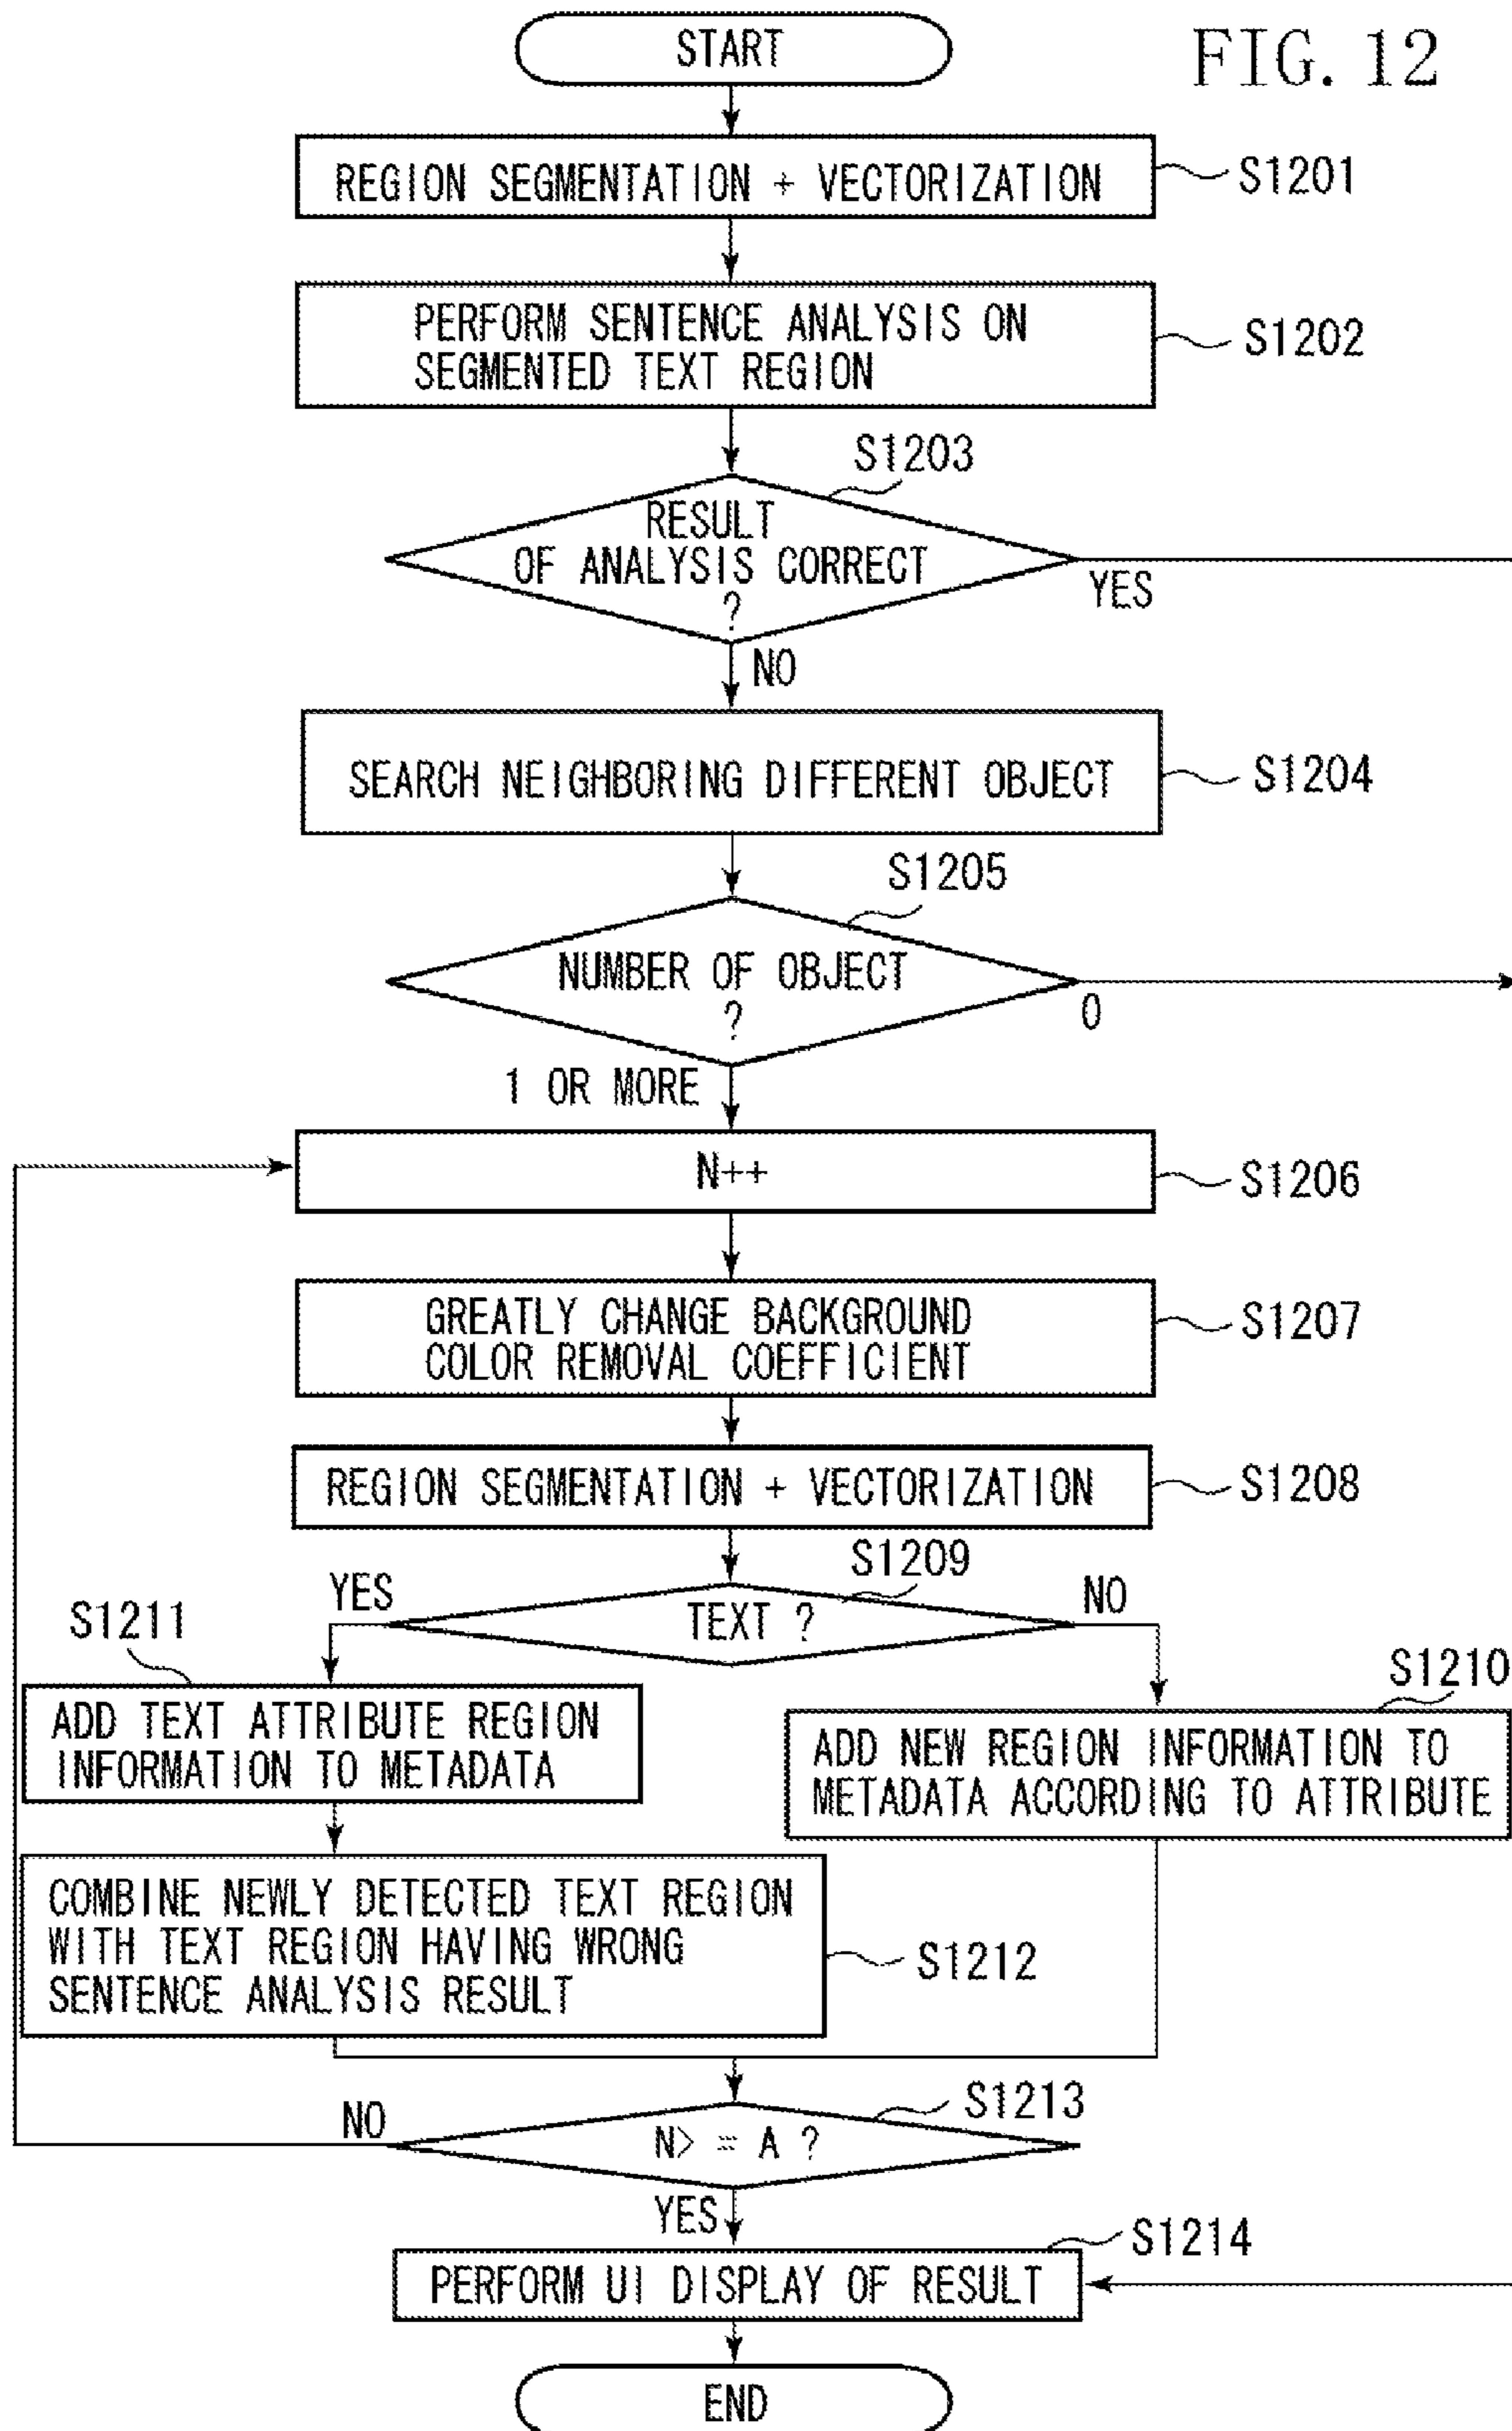 START
FIG. 12
REGION SEGMENTATION + VECTORIZATION
S1201
PERFORM SENTENCE ANALYSIS ON
SEGMENTED TEXT REGION
S1202
S1203
RESULT
OF ANALYSIS CORRECT
?
YES
NO
SEARCH NEIGHBORING DIFFERENT OBJECT
S1204
S1205
NUMBER OF OBJECT
?
0
1 OR MORE
N++
S1206
GREATLY CHANGE BACKGROUND
COLOR REMOVAL COEFFICIENT
S1207
REGION SEGMENTATION + VECTORIZATION
S1208
S1209
TEXT ?
YES
NO
S1211
ADD TEXT ATTRIBUTE REGION
INFORMATION TO METADATA
S1210
ADD NEW REGION INFORMATION TO
METADATA ACCORDING TO ATTRIBUTE
COMBINE NEWLY DETECTED TEXT REGION
WITH TEXT REGION HAVING WRONG
SENTENCE ANALYSIS RESULT
S1212
S1213
N> = A ?
NO
YES
S1214
PERFORM UI DISPLAY OF RESULT
END